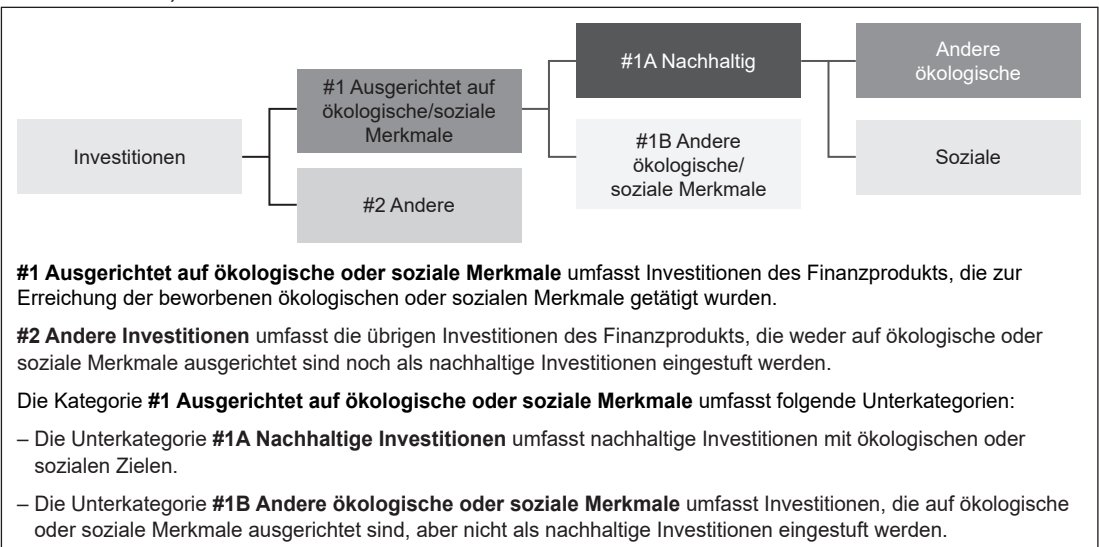 #1A Nachhaltig
Andere
ökologische
#1 Ausgerichtet auf
ökologische/soziale
Merkmale
Investitionen
#1B Andere
ökologische/
soziale Merkmale
Soziale
#2 Andere
#1 Ausgerichtet auf ökologische oder soziale Merkmale umfasst Investitionen des Finanzprodukts, die zur
Erreichung der beworbenen ökologischen oder sozialen Merkmale getätigt wurden.
#2 Andere Investitionen umfasst die übrigen Investitionen des Finanzprodukts, die weder auf ökologische oder
soziale Merkmale ausgerichtet sind noch als nachhaltige Investitionen eingestuft werden.
Die Kategorie #1 Ausgerichtet auf ökologische oder soziale Merkmale umfasst folgende Unterkategorien:
– Die Unterkategorie #1A Nachhaltige Investitionen umfasst nachhaltige Investitionen mit ökologischen oder
sozialen Zielen.
– Die Unterkategorie #1B Andere ökologische oder soziale Merkmale umfasst Investitionen, die auf ökologische
oder soziale Merkmale ausgerichtet sind, aber nicht als nachhaltige Investitionen eingestuft werden.